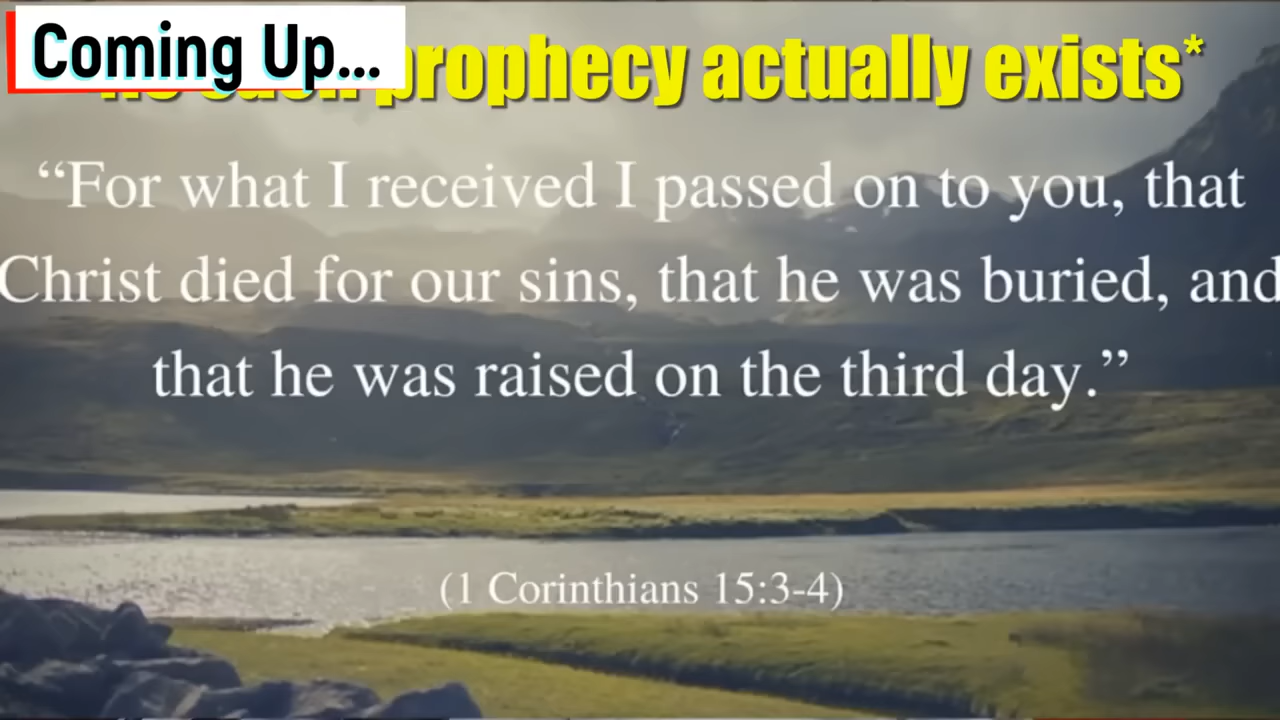 Coming Up...
prophecy actually exists*
“For what I received I passed on to you, that
Christ died for our sins, that he was buried, and
that he was raised on the third day.”
(1 Corinthians 15:3-4)